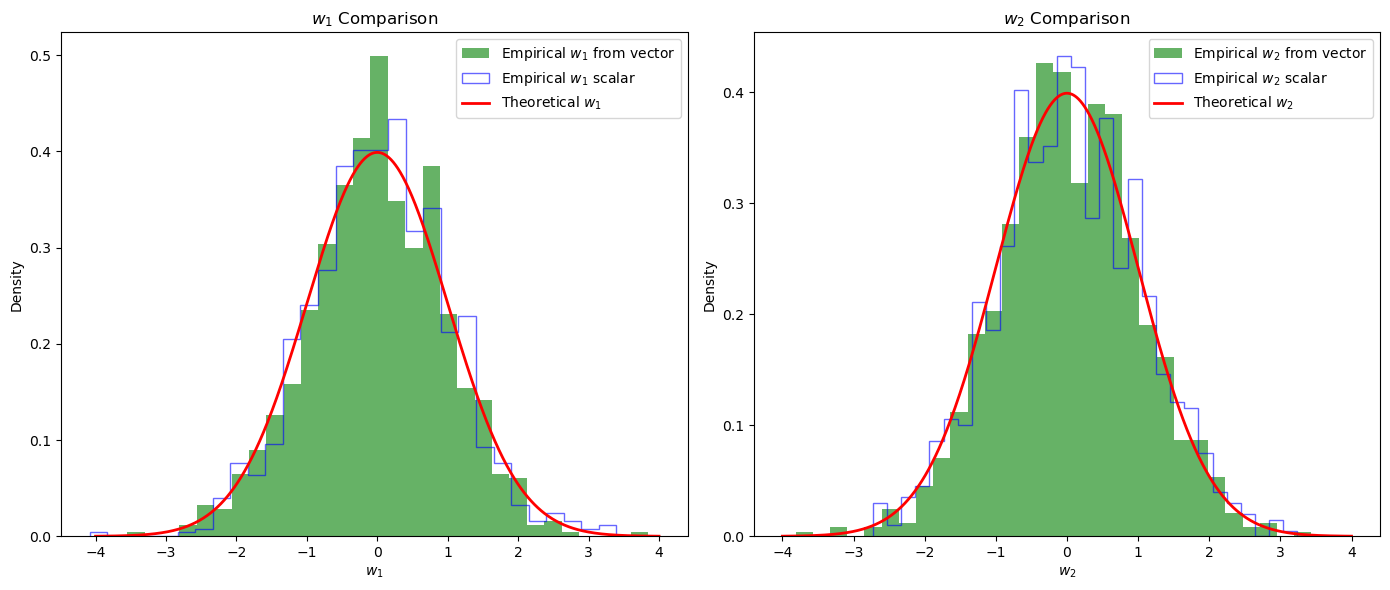 w₁ Comparison
Empirical w₁ from vector
Empirical w₁ scalar
Theoretical w₁
0.5
0.4
0.3
0.2
0.1
0.0
Density
−4 −3 −2 −1 0 1 2 3 4
w₁
w₂ Comparison
Empirical w₂ from vector
Empirical w₂ scalar
Theoretical w₂
0.4
0.3
0.2
0.1
0.0
Density
−4 −3 −2 −1 0 1 2 3 4
w₂